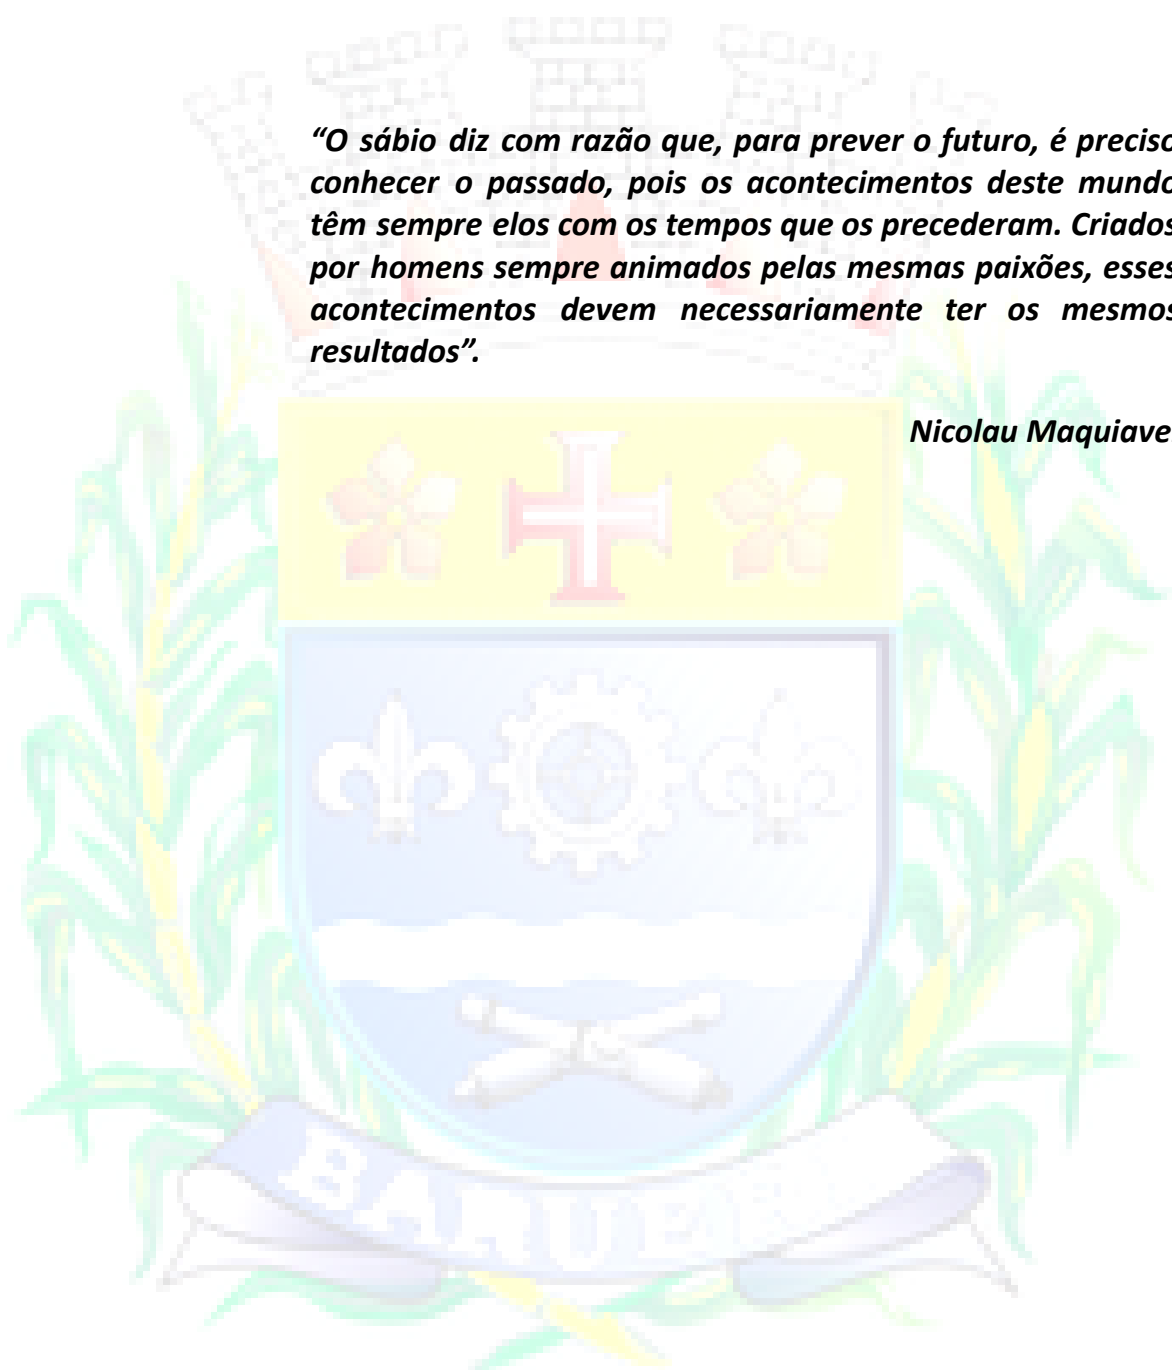 “O sábio diz com razão que, para prever o futuro, é preciso
conhecer o passado, pois os acontecimentos deste mundo
têm sempre elos com os tempos que os precederam. Criados
por homens sempre animados pelas mesmas paixões, esses
acontecimentos devem necessariamente ter os mesmos
resultados”.
Nicolau Maquiavel
BARUERI